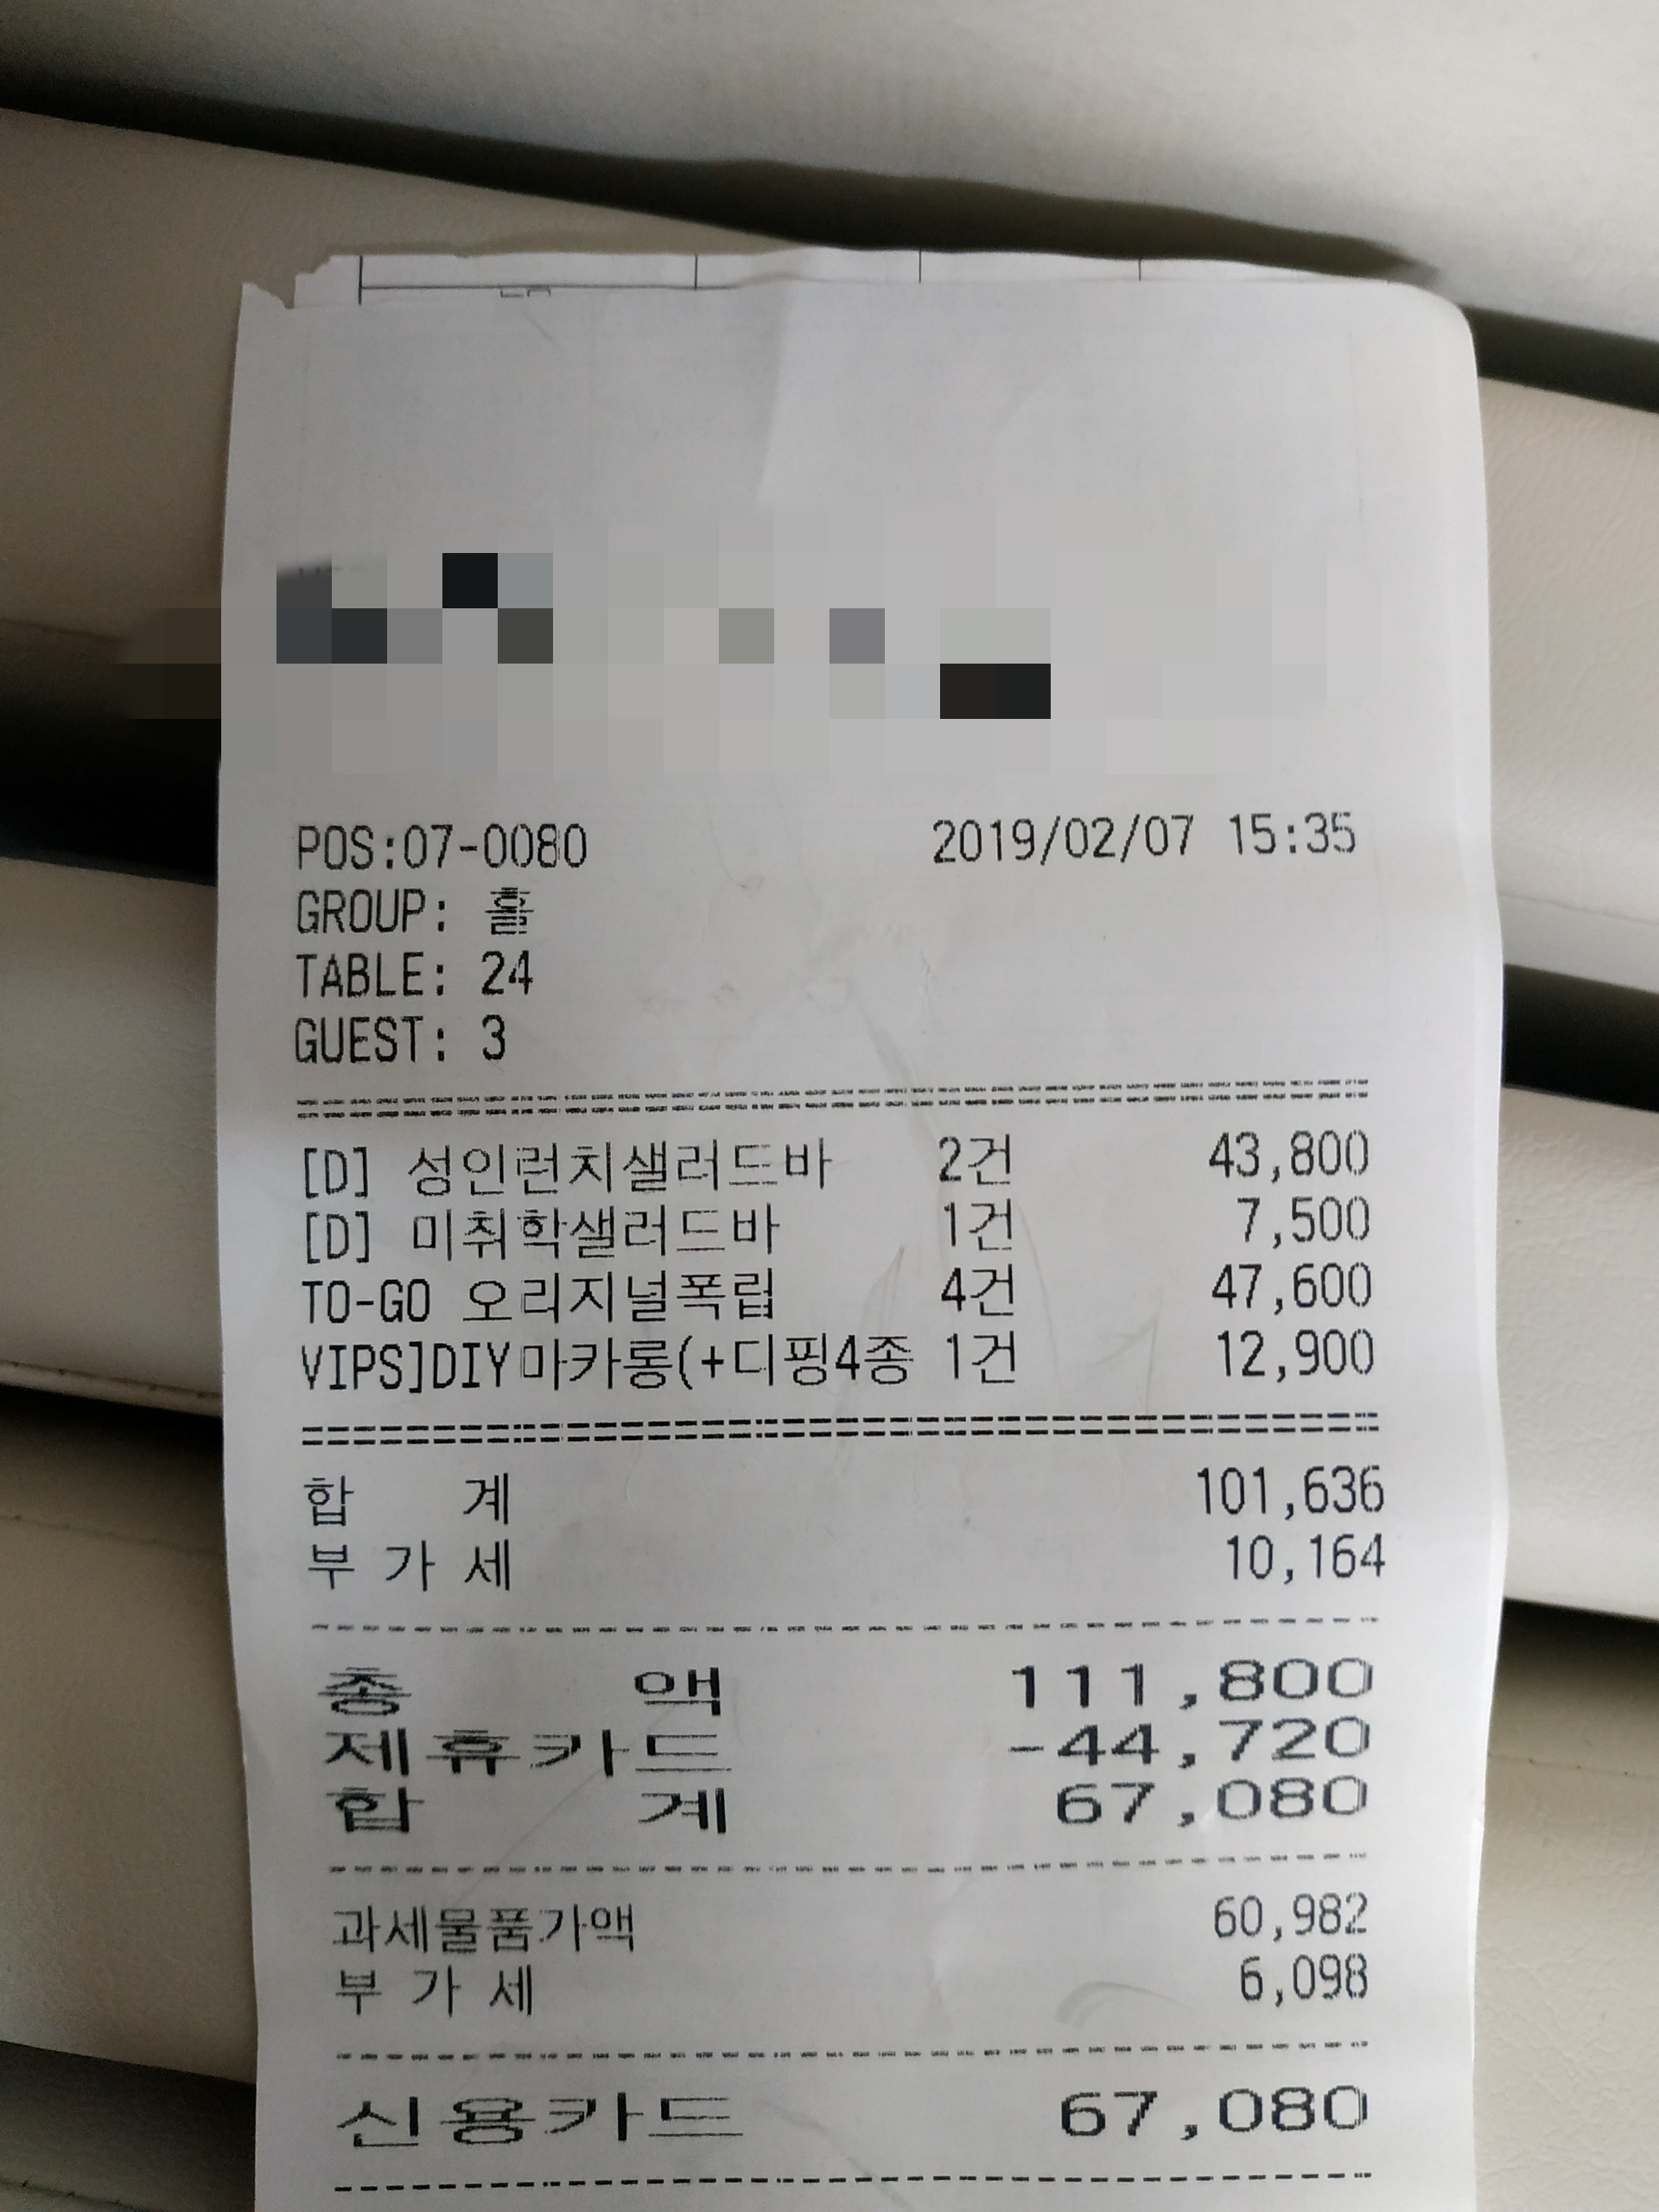 POS:07-0080 2019/02/07 15:35
GROUP: 홀
TABLE: 24
GUEST: 3
[D] 성인런치샐러드바 2건 43,800
[D] 미취학샐러드바 1건 7,500
TO-GO 오리지널폭립 4건 47,600
VIPS]DIY마카롱(+디핑4종 1건 12,900
합 계 101,636
부 가 세 10,164
총 액 111,800
제휴카드 -44,720
합 계 67,080
과세물품가액 60,982
부 가 세 6,098
신용카드 67,080